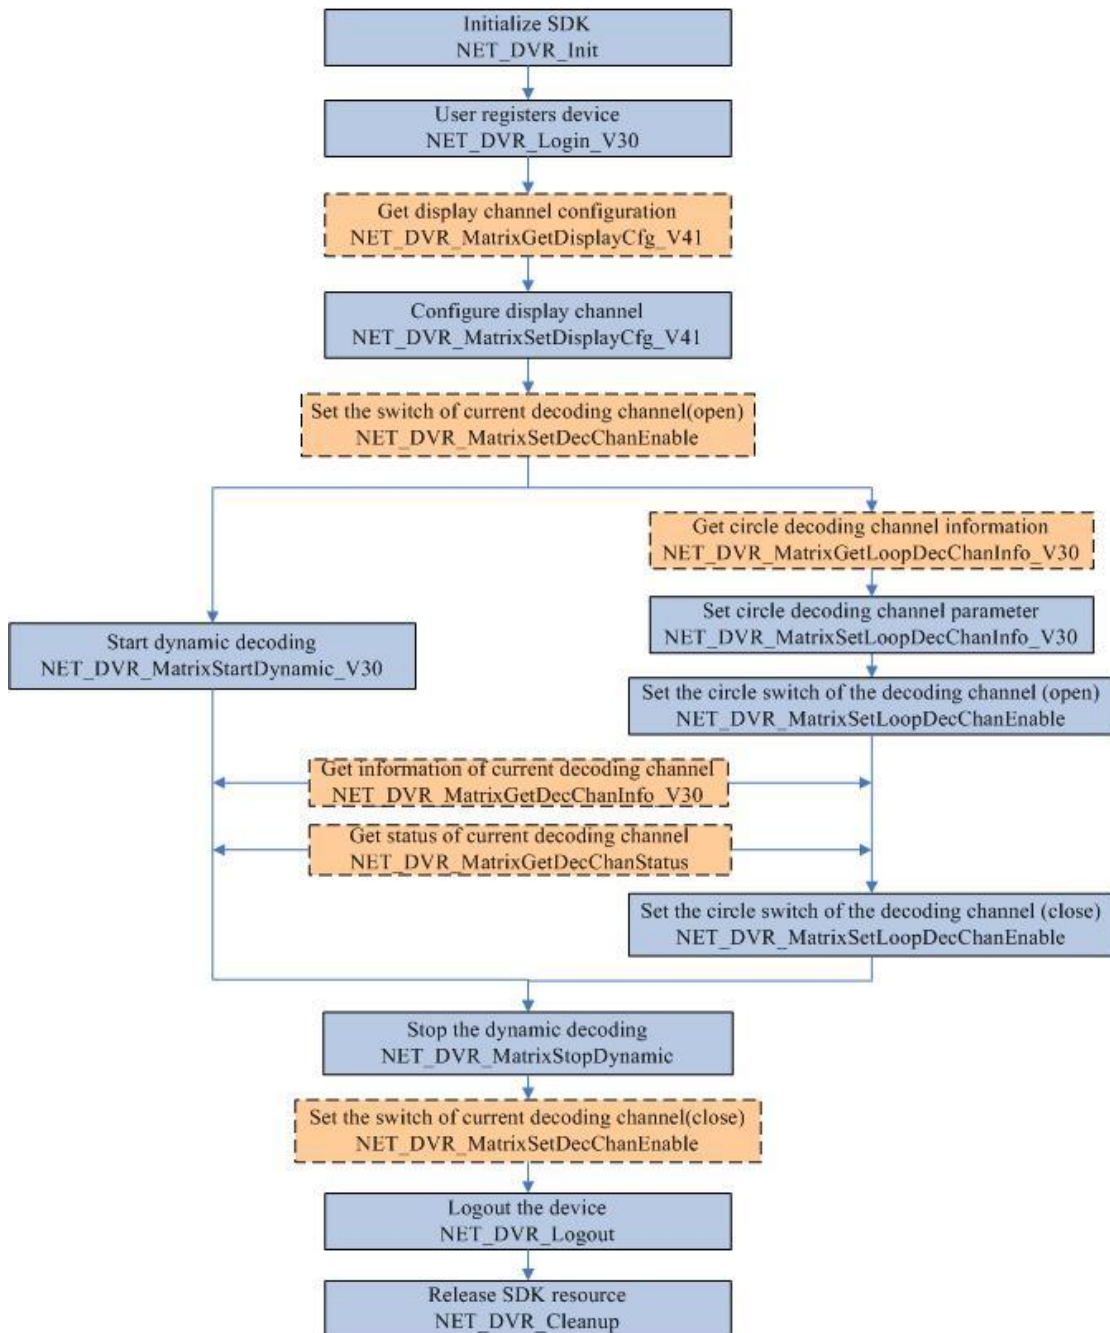 Initialize SDK
NET_DVR_Init
User registers device
NET_DVR_Login_V30
Get display channel configuration
NET_DVR_MatrixGetDisplayCfg_V41
Configure display channel
NET_DVR_MatrixSetDisplayCfg_V41
Set the switch of current decoding channel(open)
NET_DVR_MatrixSetDecChanEnable
Get circle decoding channel information
NET_DVR_MatrixGetLoopDecChanInfo_V30
Set circle decoding channel parameter
NET_DVR_MatrixSetLoopDecChanInfo_V30
Start dynamic decoding
NET_DVR_MatrixStartDynamic_V30
Set the circle switch of the decoding channel (open)
NET_DVR_MatrixSetLoopDecChanEnable
Get information of current decoding channel
NET_DVR_MatrixGetDecChanInfo_V30
Get status of current decoding channel
NET_DVR_MatrixGetDecChanStatus
Set the circle switch of the decoding channel (close)
NET_DVR_MatrixSetLoopDecChanEnable
Stop the dynamic decoding
NET_DVR_MatrixStopDynamic
Set the switch of current decoding channel(close)
NET_DVR_MatrixSetDecChanEnable
Logout the device
NET_DVR_Logout
Release SDK resource
NET_DVR_Cleanup